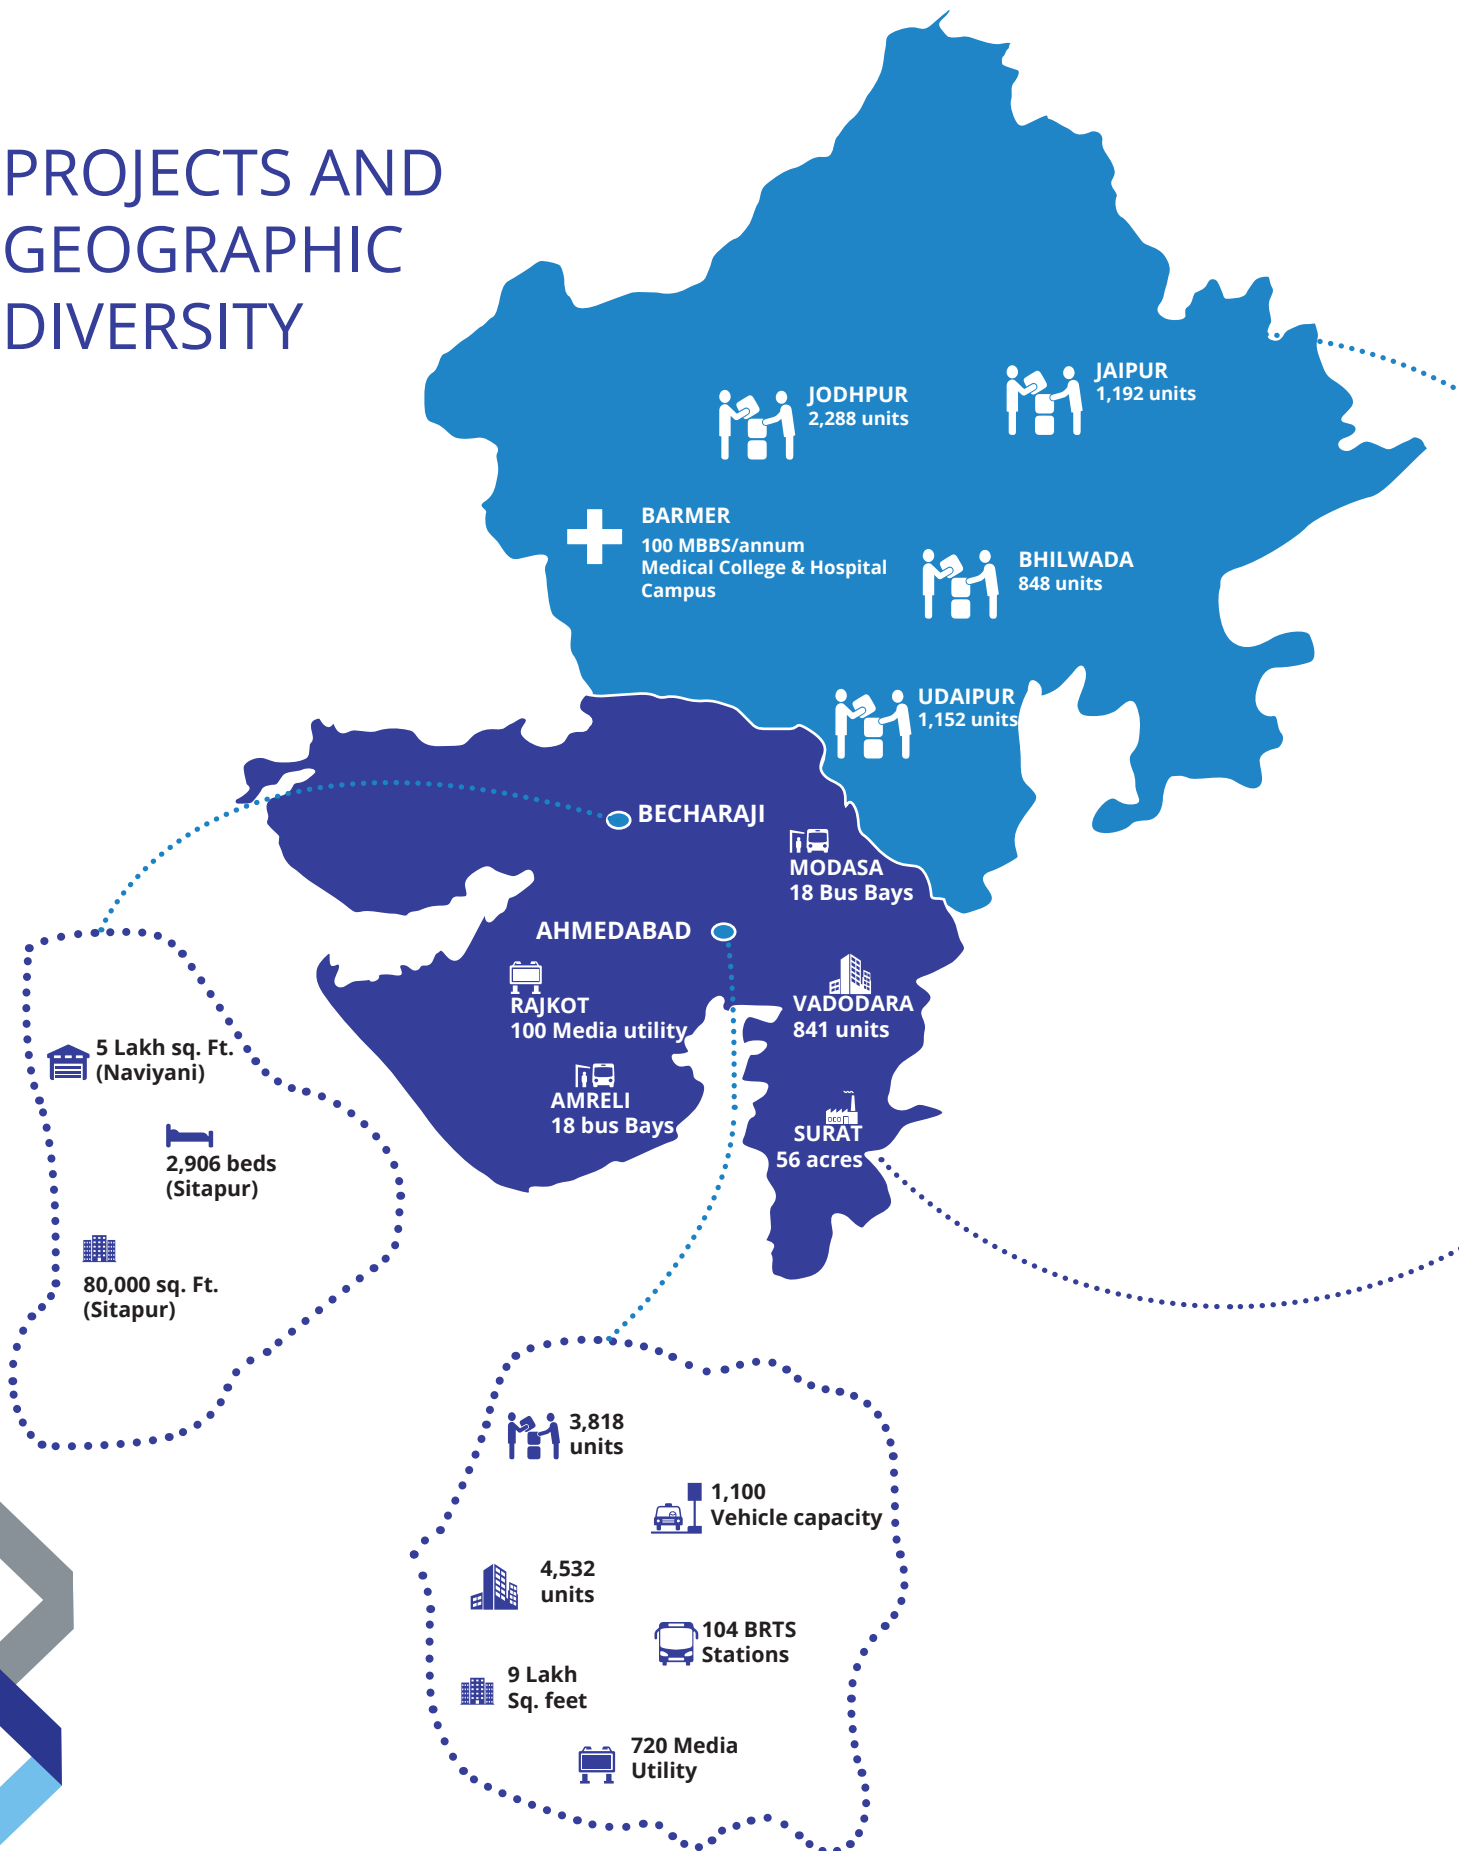 PROJECTS AND
GEOGRAPHIC
DIVERSITY
JODHPUR
2,288 units
JAIPUR
1,192 units
BARMER
100 MBBS/annum
Medical College & Hospital
Campus
BHILWADA
848 units
UDAIPUR
1,152 units
BECHARAJI
MODASA
18 Bus Bays
AHMEDABAD
RAJKOT
100 Media utility
VADODARA
841 units
AMRELI
18 bus Bays
SURAT
56 acres
5 Lakh sq. Ft.
(Naviyani)
2,906 beds
(Sitapur)
80,000 sq. Ft.
(Sitapur)
3,818
units
1,100
Vehicle capacity
4,532
units
104 BRTS
Stations
9 Lakh
Sq. feet
720 Media
Utility